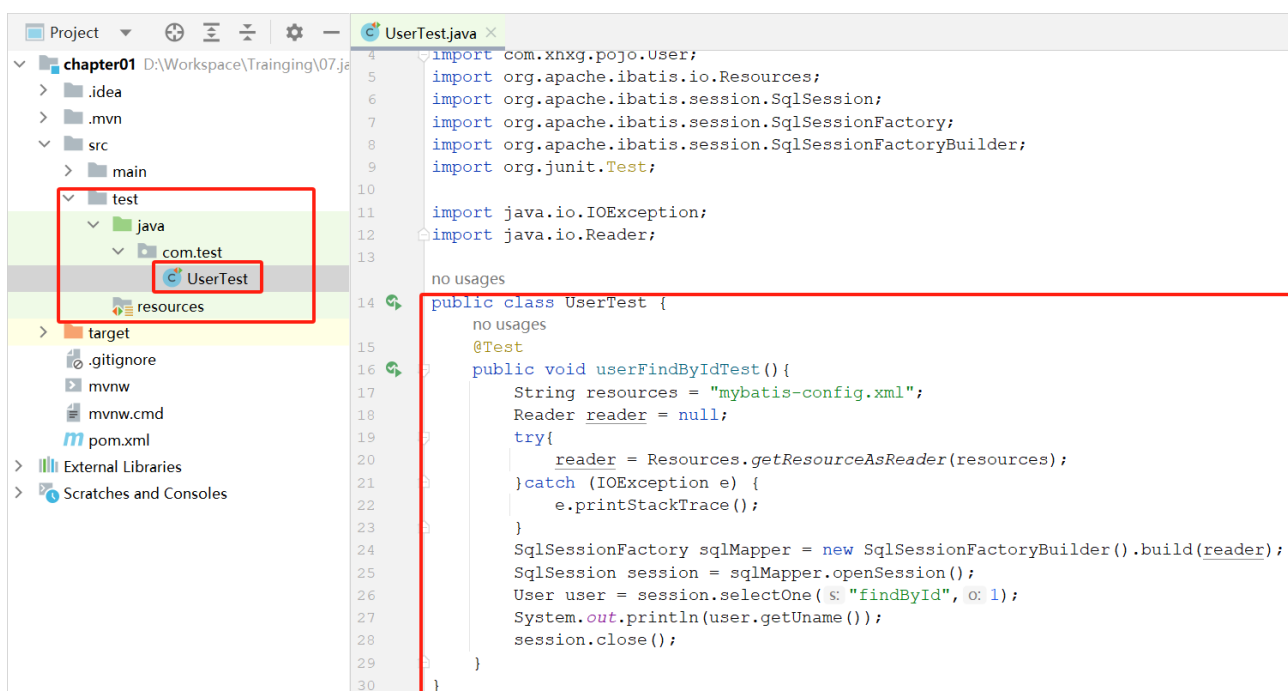 Project
chapter01 D:\Workspace\Trainging\07.ja
.idea
.mvn
src
main
test
java
com.test
UserTest
resources
target
.gitignore
mvnw
mvnw.cmd
pom.xml
External Libraries
Scratches and Consoles
UserTest.java
4 import com.xhxg.pojo.User;
5 import org.apache.ibatis.io.Resources;
6 import org.apache.ibatis.session.SqlSession;
7 import org.apache.ibatis.session.SqlSessionFactory;
8 import org.apache.ibatis.session.SqlSessionFactoryBuilder;
9 import org.junit.Test;
10
11 import java.io.IOException;
12 import java.io.Reader;
13
no usages
14 public class UserTest {
no usages
15 @Test
16 public void userFindByIdTest(){
17 String resources = "mybatis-config.xml";
18 Reader reader = null;
19 try{
20 reader = Resources.getResourceAsReader(resources);
21 }catch (IOException e) {
22 e.printStackTrace();
23 }
24 SqlSessionFactory sqlMapper = new SqlSessionFactoryBuilder().build(reader);
25 SqlSession session = sqlMapper.openSession();
26 User user = session.selectOne( s: "findById", o: 1);
27 System.out.println(user.getUname());
28 session.close();
29 }
30 }